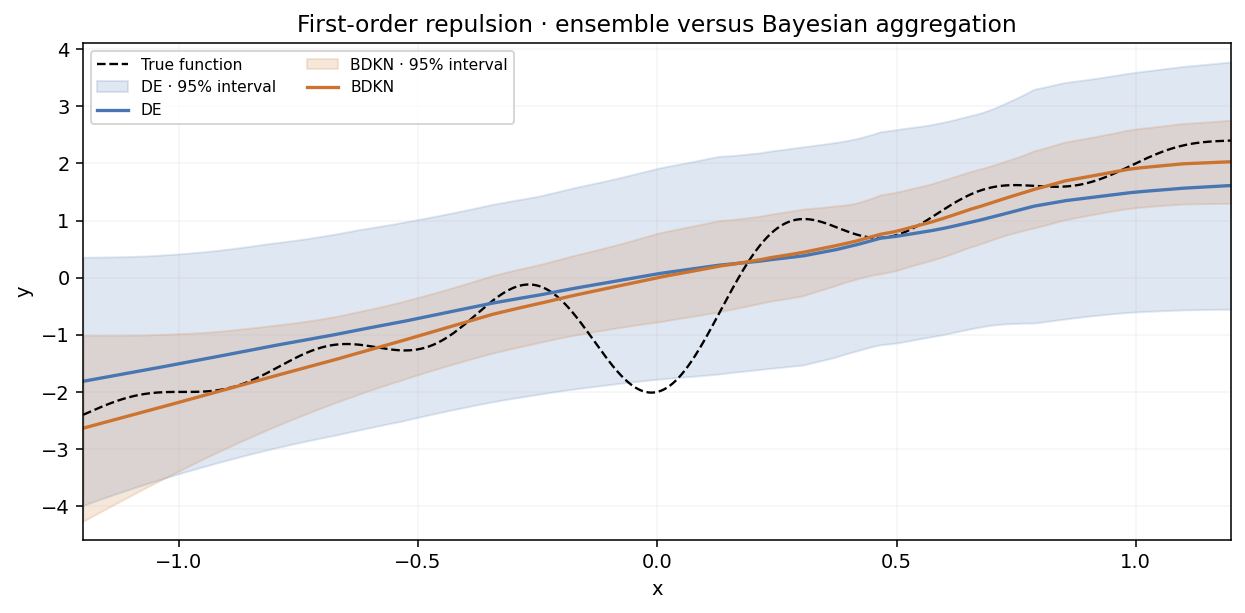 First-order repulsion · ensemble versus Bayesian aggregation
True function
DE · 95% interval
DE
BDKN · 95% interval
BDKN
4
3
2
1
0
−1
−2
−3
−4
y
−1.0
−0.5
0.0
0.5
1.0
x